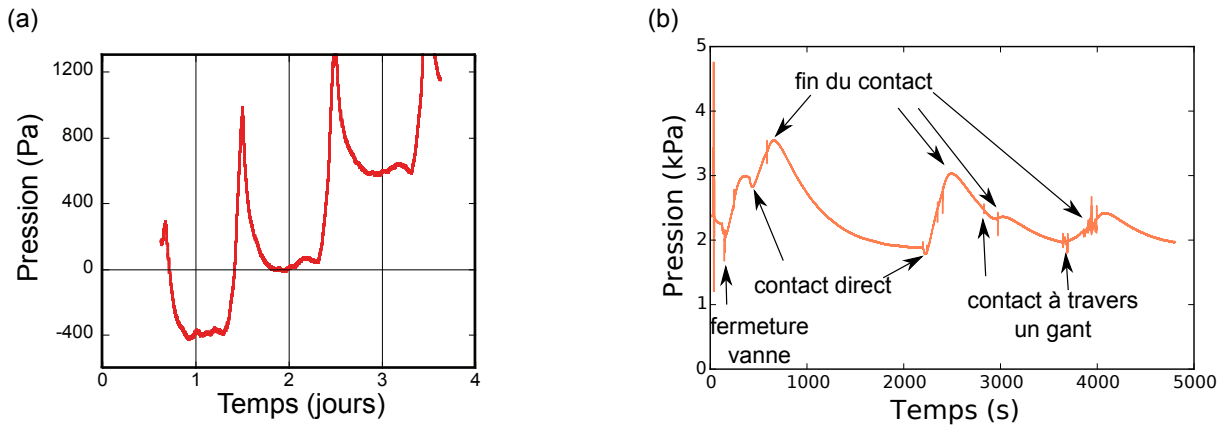 (a)
1300
1200
800
400
0
-400
Pression (Pa)
0
1
2
3
4
Temps (jours)
(b)
5
4
3
2
1
0
Pression (kPa)
fin du contact
contact direct
fermeture
vanne
contact à travers
un gant
0
1000
2000
3000
4000
5000
Temps (s)